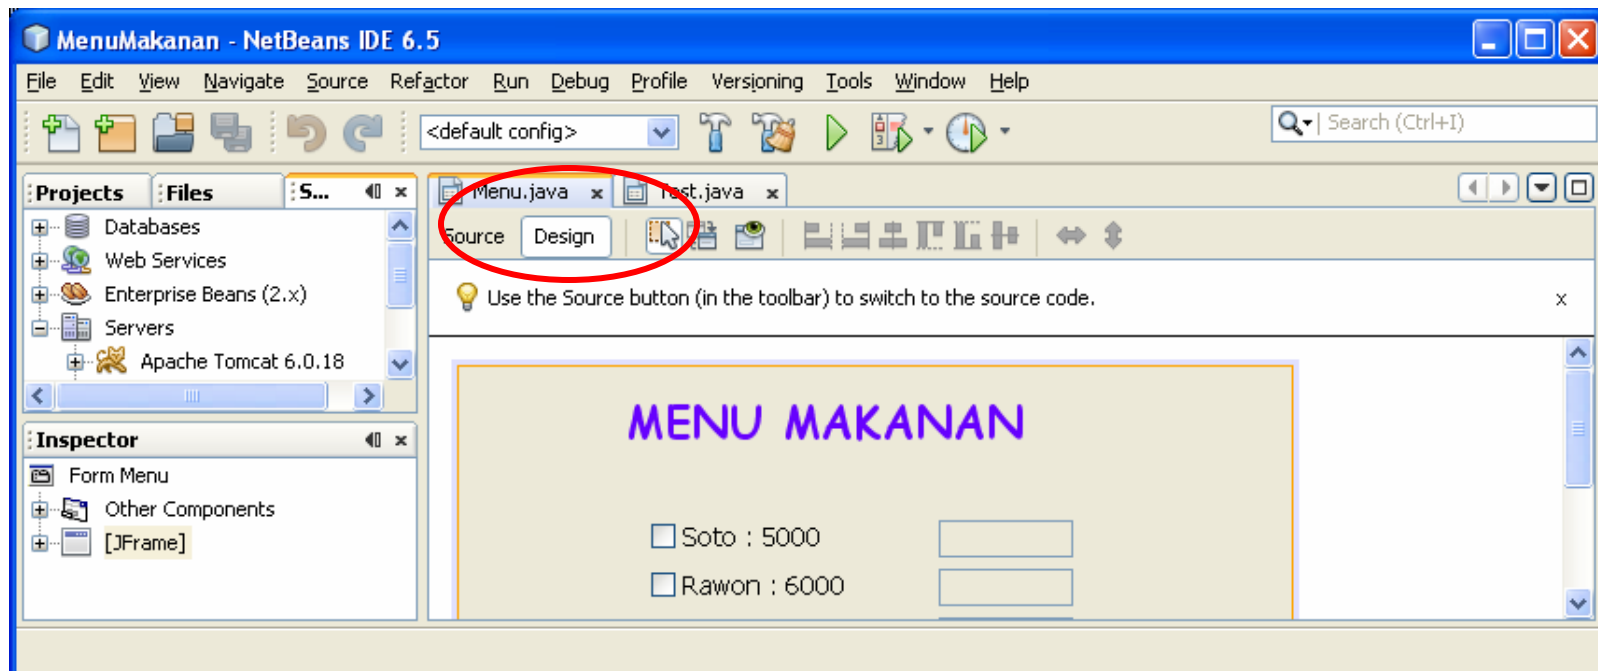 MenuMakanan - NetBeans IDE 6.5
File Edit View Navigate Source Refactor Run Debug Profile Versioning Tools Window Help
<default config>
Search (Ctrl+I)
Projects Files S... Menu.java Test.java
Databases
Source Design
Web Services
Enterprise Beans (2.x)
Use the Source button (in the toolbar) to switch to the source code. x
Servers
Apache Tomcat 6.0.18
MENU MAKANAN
Inspector
Form Menu
Other Components
[JFrame]
Soto : 5000
Rawon : 6000